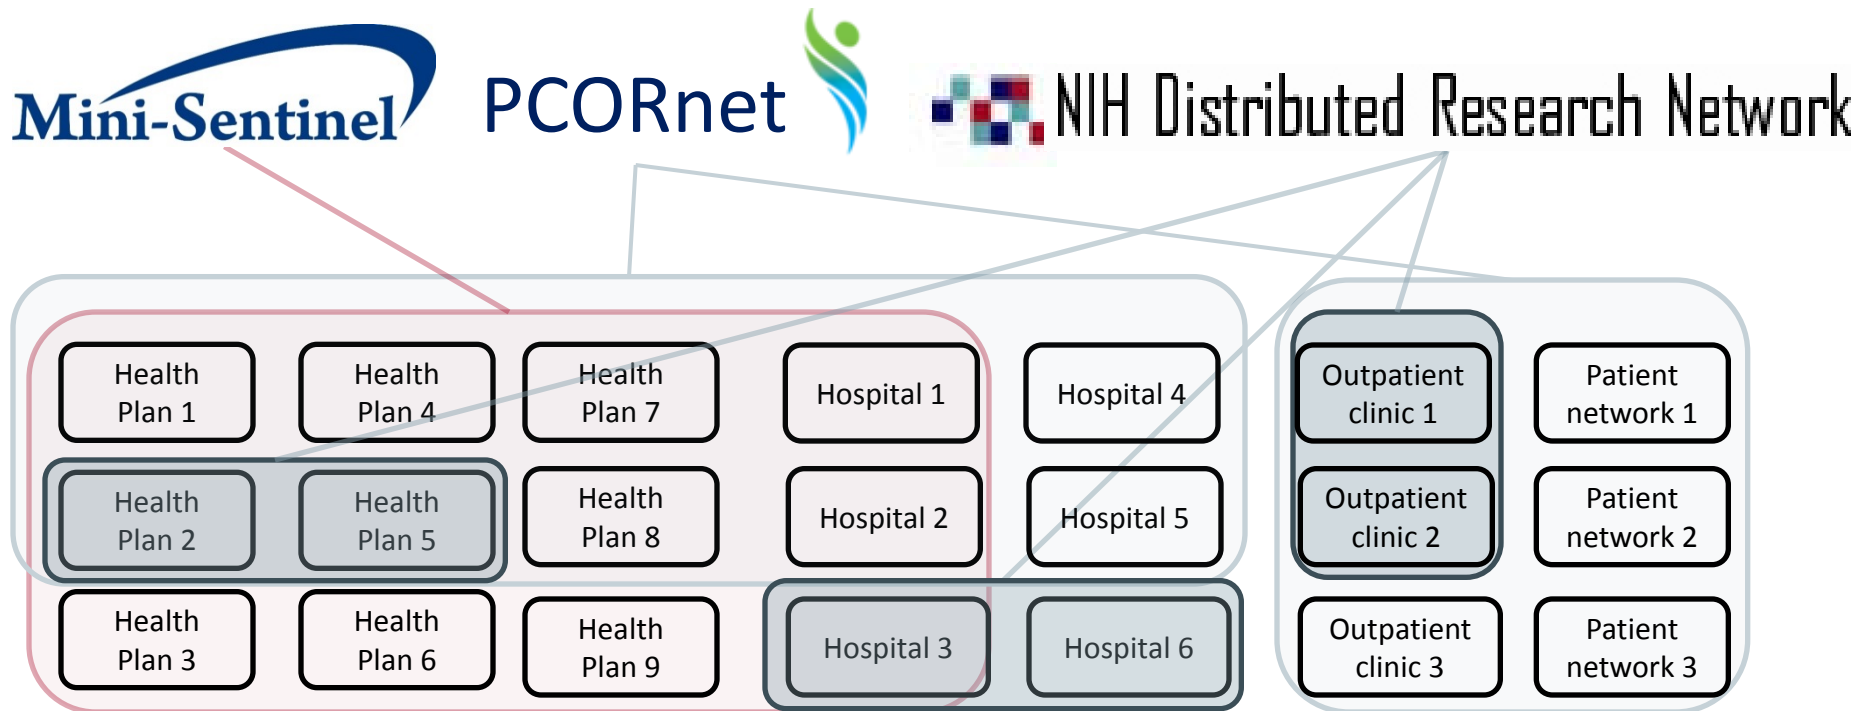 Mini-Sentinel
PCORnet
NIH Distributed Research Network
Health
Plan 1
Health
Plan 4
Health
Plan 7
Hospital 1
Hospital 4
Outpatient
clinic 1
Patient
network 1
Health
Plan 2
Health
Plan 5
Health
Plan 8
Hospital 2
Hospital 5
Outpatient
clinic 2
Patient
network 2
Health
Plan 3
Health
Plan 6
Health
Plan 9
Hospital 3
Hospital 6
Outpatient
clinic 3
Patient
network 3